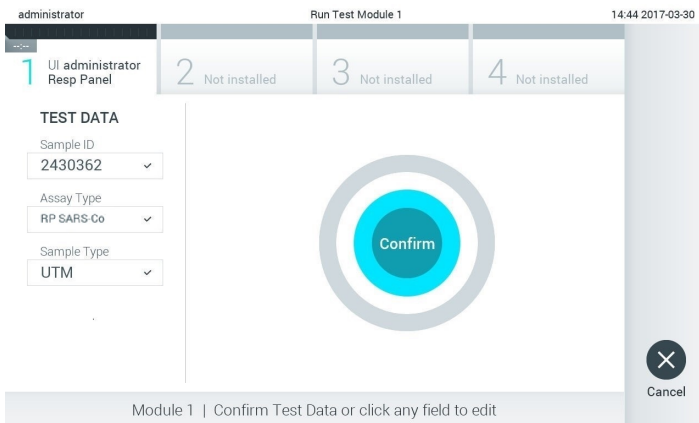 administrator
Run Test Module 1
14:44 2017-03-30
--:--
1 UI administrator
Resp Panel
2 Not installed
3 Not installed
4 Not installed
TEST DATA
Sample ID
2430362
Assay Type
RP SARS-Co
Sample Type
UTM
Confirm
Cancel
Module 1 | Confirm Test Data or click any field to edit